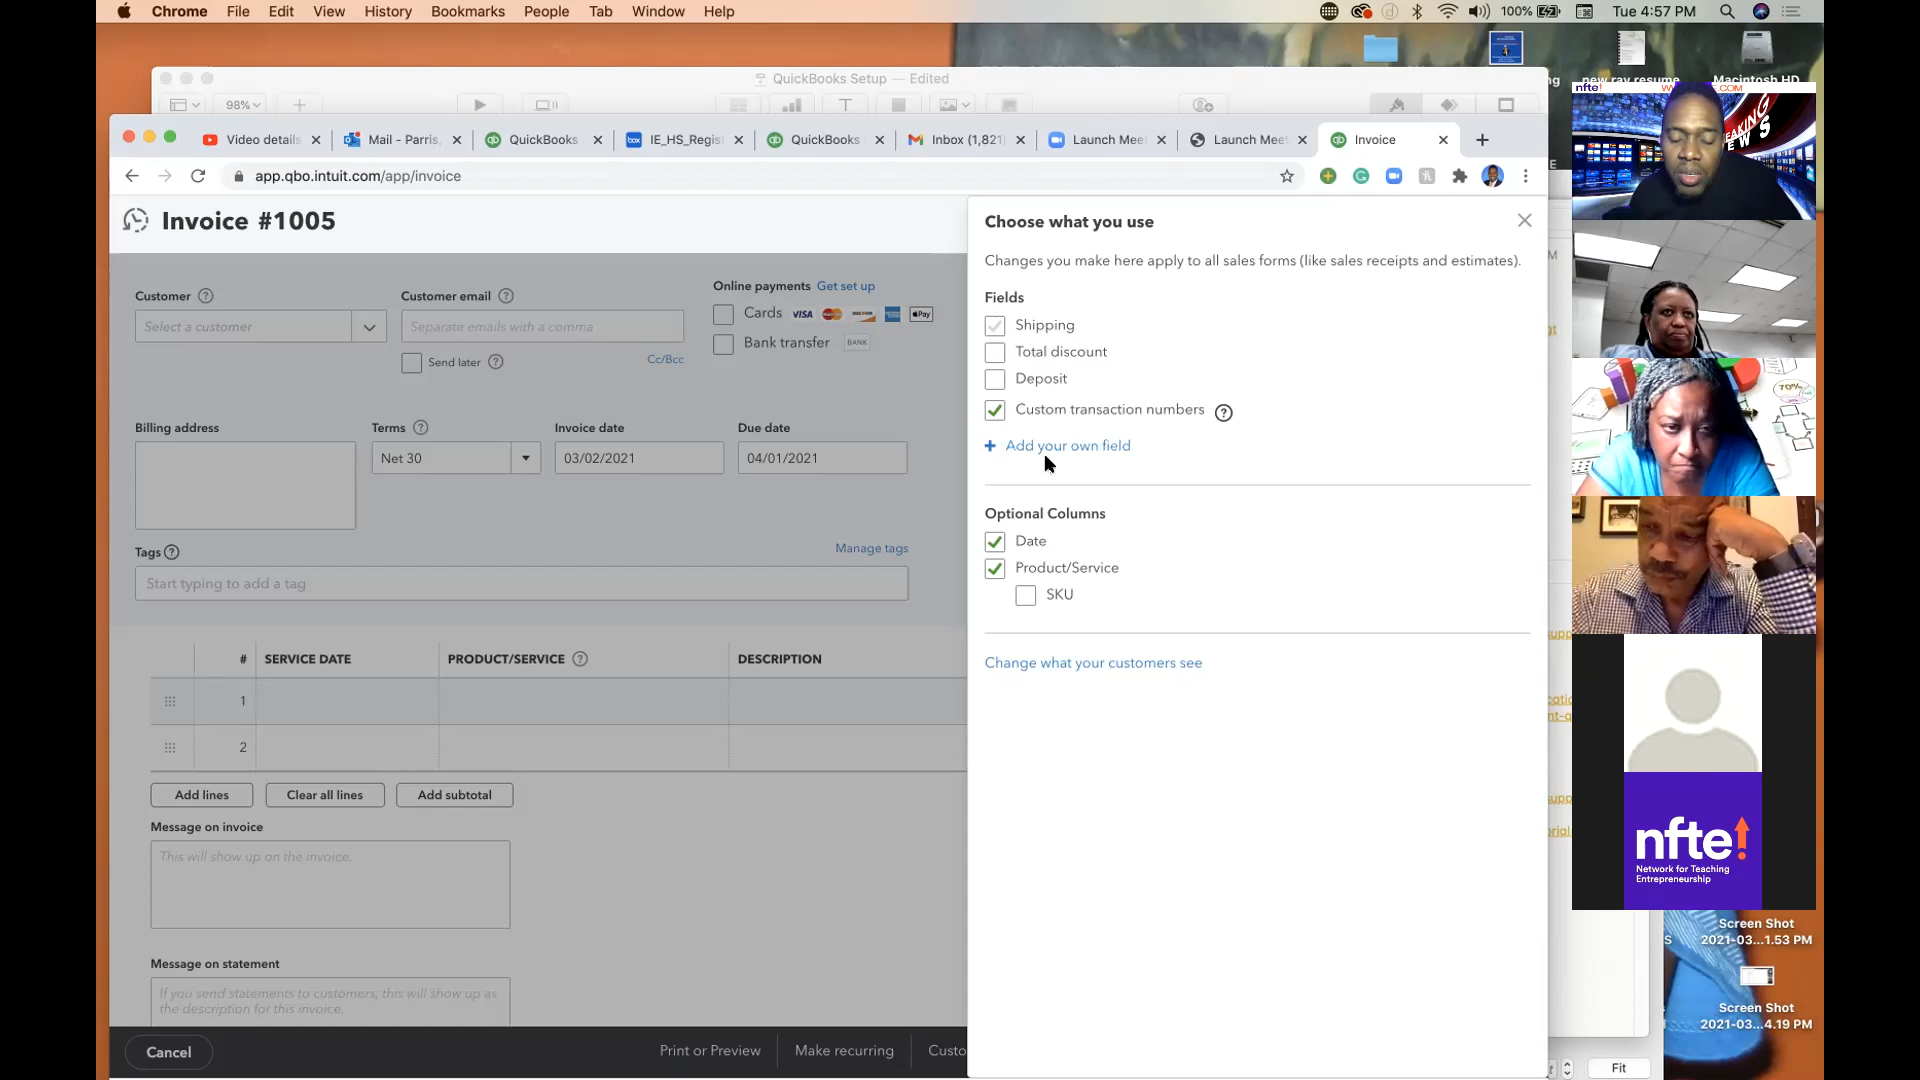 Chrome File Edit View History Bookmarks People Tab Window Help
100% Tue 4:57 PM
new ray resume Macintosh HD
QuickBooks Setup — Edited
98%
nfte!
Video details Mail - Parris, QuickBooks IE_HS_Regis QuickBooks Inbox (1,821) Launch Mee Launch Mee Invoice
app.qbo.intuit.com/app/invoice
Invoice #1005
Choose what you use
Changes you make here apply to all sales forms (like sales receipts and estimates).
Customer
Select a customer
Customer email
Separate emails with a comma
Send later
Cc/Bcc
Online payments Get set up
Cards VISA DISCOVER Pay
Bank transfer BANK
Fields
Shipping
Total discount
Deposit
Custom transaction numbers
Add your own field
70%
Billing address
Terms
Net 30
Invoice date
03/02/2021
Due date
04/01/2021
Tags
Manage tags
Start typing to add a tag
Optional Columns
Date
Product/Service
SKU
Change what your customers see
# SERVICE DATE PRODUCT/SERVICE DESCRIPTION
1
2
Add lines Clear all lines Add subtotal
Message on invoice
This will show up on the invoice.
Message on statement
If you send statements to customers, this will show up as
the description for this invoice.
Cancel
Print or Preview Make recurring Custo
nfte!
Network for Teaching
Entrepreneurship
Screen Shot
2021-03...1.53 PM
Screen Shot
2021-03...4.19 PM
Fit